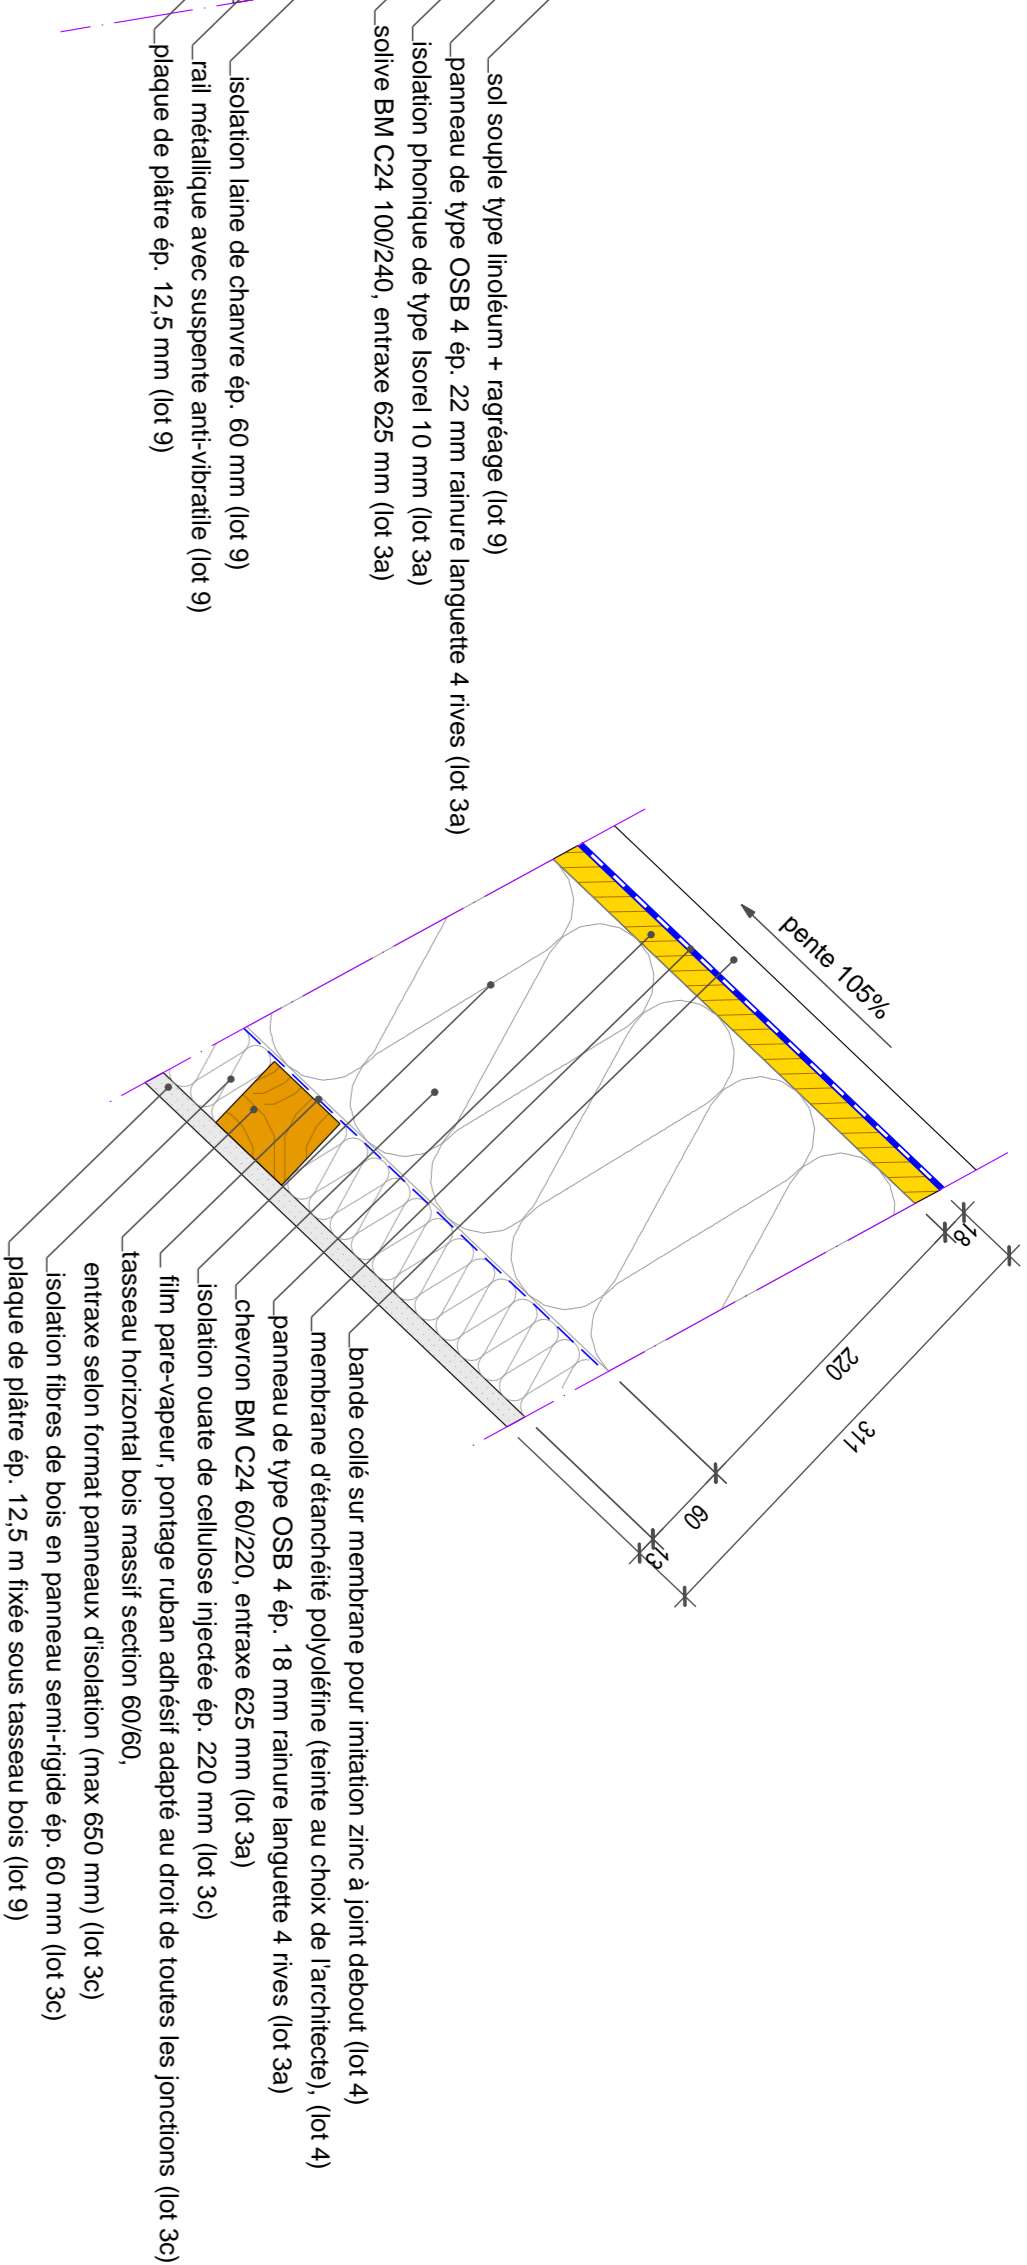 sol souple type linoléum + ragréage (lot 9)
panneau de type OSB 4 ép. 22 mm rainure languette 4 rives (lot 3a)
isolation phonique de type Isorel 10 mm (lot 3a)
solive BM C24 100/240, entraxe 625 mm (lot 3a)
isolation laine de chanvre ép. 60 mm (lot 9)
rail métallique avec suspente anti-vibratile (lot 9)
plaque de plâtre ép. 12,5 mm (lot 9)
pente 105%
18
220
311
60
13
bande collé sur membrane pour imitation zinc à joint debout (lot 4)
membrane d'étanchéité polyoléfine (teinte au choix de l'architecte), (lot 4)
panneau de type OSB 4 ép. 18 mm rainure languette 4 rives (lot 3a)
chevron BM C24 60/220, entraxe 625 mm (lot 3a)
isolation ouate de cellulose injectée ép. 220 mm (lot 3c)
film pare-vapeur, pontage ruban adhésif adapté au droit de toutes les jonctions (lot 3c)
tasseau horizontal bois massif section 60/60,
entraxe selon format panneaux d'isolation (max 650 mm) (lot 3c)
isolation fibres de bois en panneau semi-rigide ép. 60 mm (lot 3c)
plaque de plâtre ép. 12,5 m fixée sous tasseau bois (lot 9)